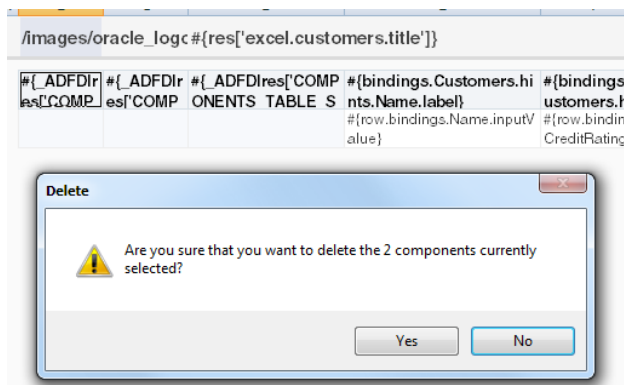 /images/oracle_logc #{res['excel.customers.title']}
#{_ADFDIr #{_ADFDIr #{_ADFDIres['COMP #{bindings.Customers.hi #{bindings
es['COMP es['COMP ONENTS_TABLE_S nts.Name.label} ustomers.h
#{row.bindings.Name.inputV #{row.bindin
alue} CreditRating
Delete
Are you sure that you want to delete the 2 components currently
selected?
Yes No